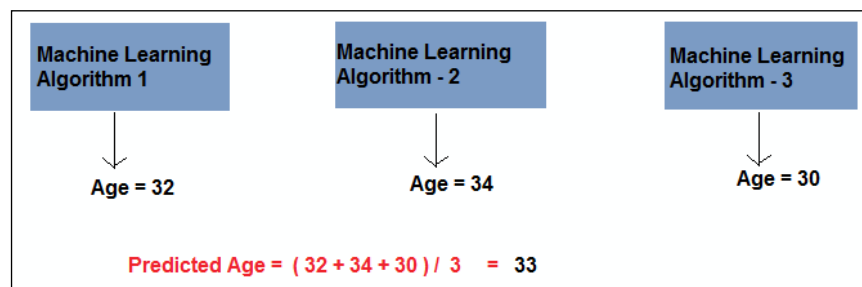 Machine Learning
Algorithm 1
Machine Learning
Algorithm - 2
Machine Learning
Algorithm - 3
Age = 32
Age = 34
Age = 30
Predicted Age = ( 32 + 34 + 30 ) / 3 = 33